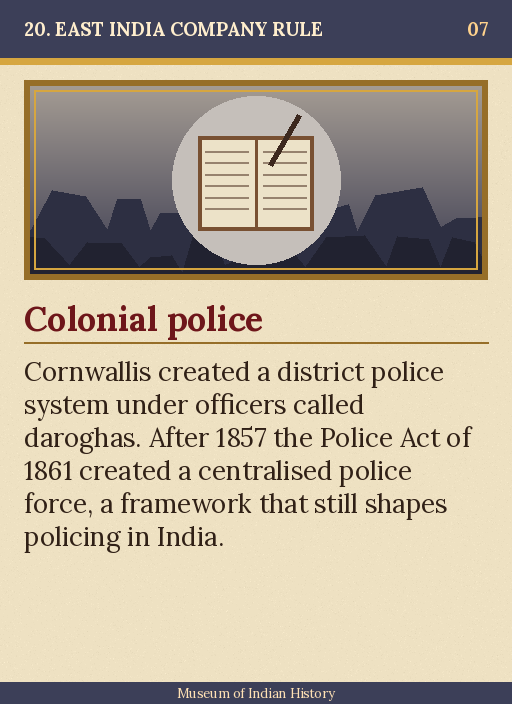 20. EAST INDIA COMPANY RULE 07
Colonial police
Cornwallis created a district police
system under officers called
daroghas. After 1857 the Police Act of
1861 created a centralised police
force, a framework that still shapes
policing in India.
Museum of Indian History